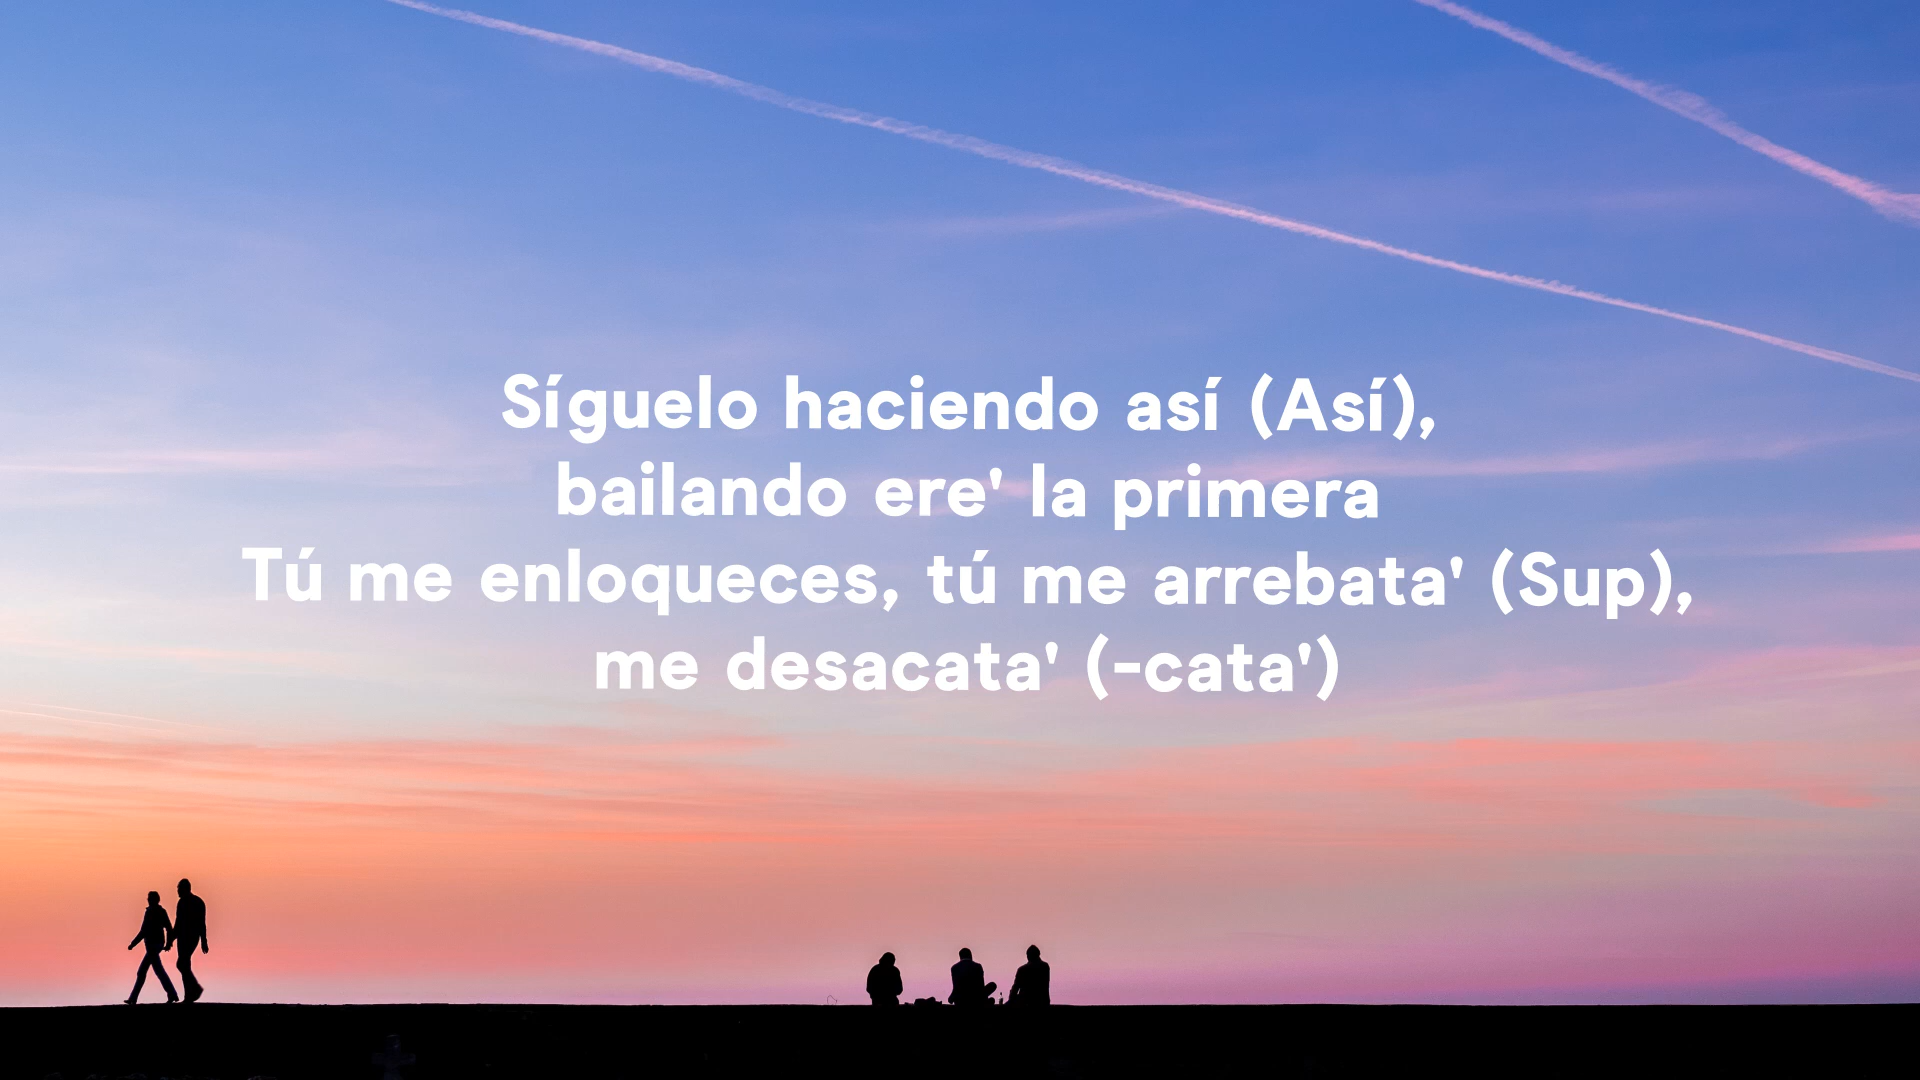 Síguelo haciendo así (Así),
bailando ere' la primera
Tú me enloqueces, tú me arrebata' (Sup),
me desacata' (-cata')